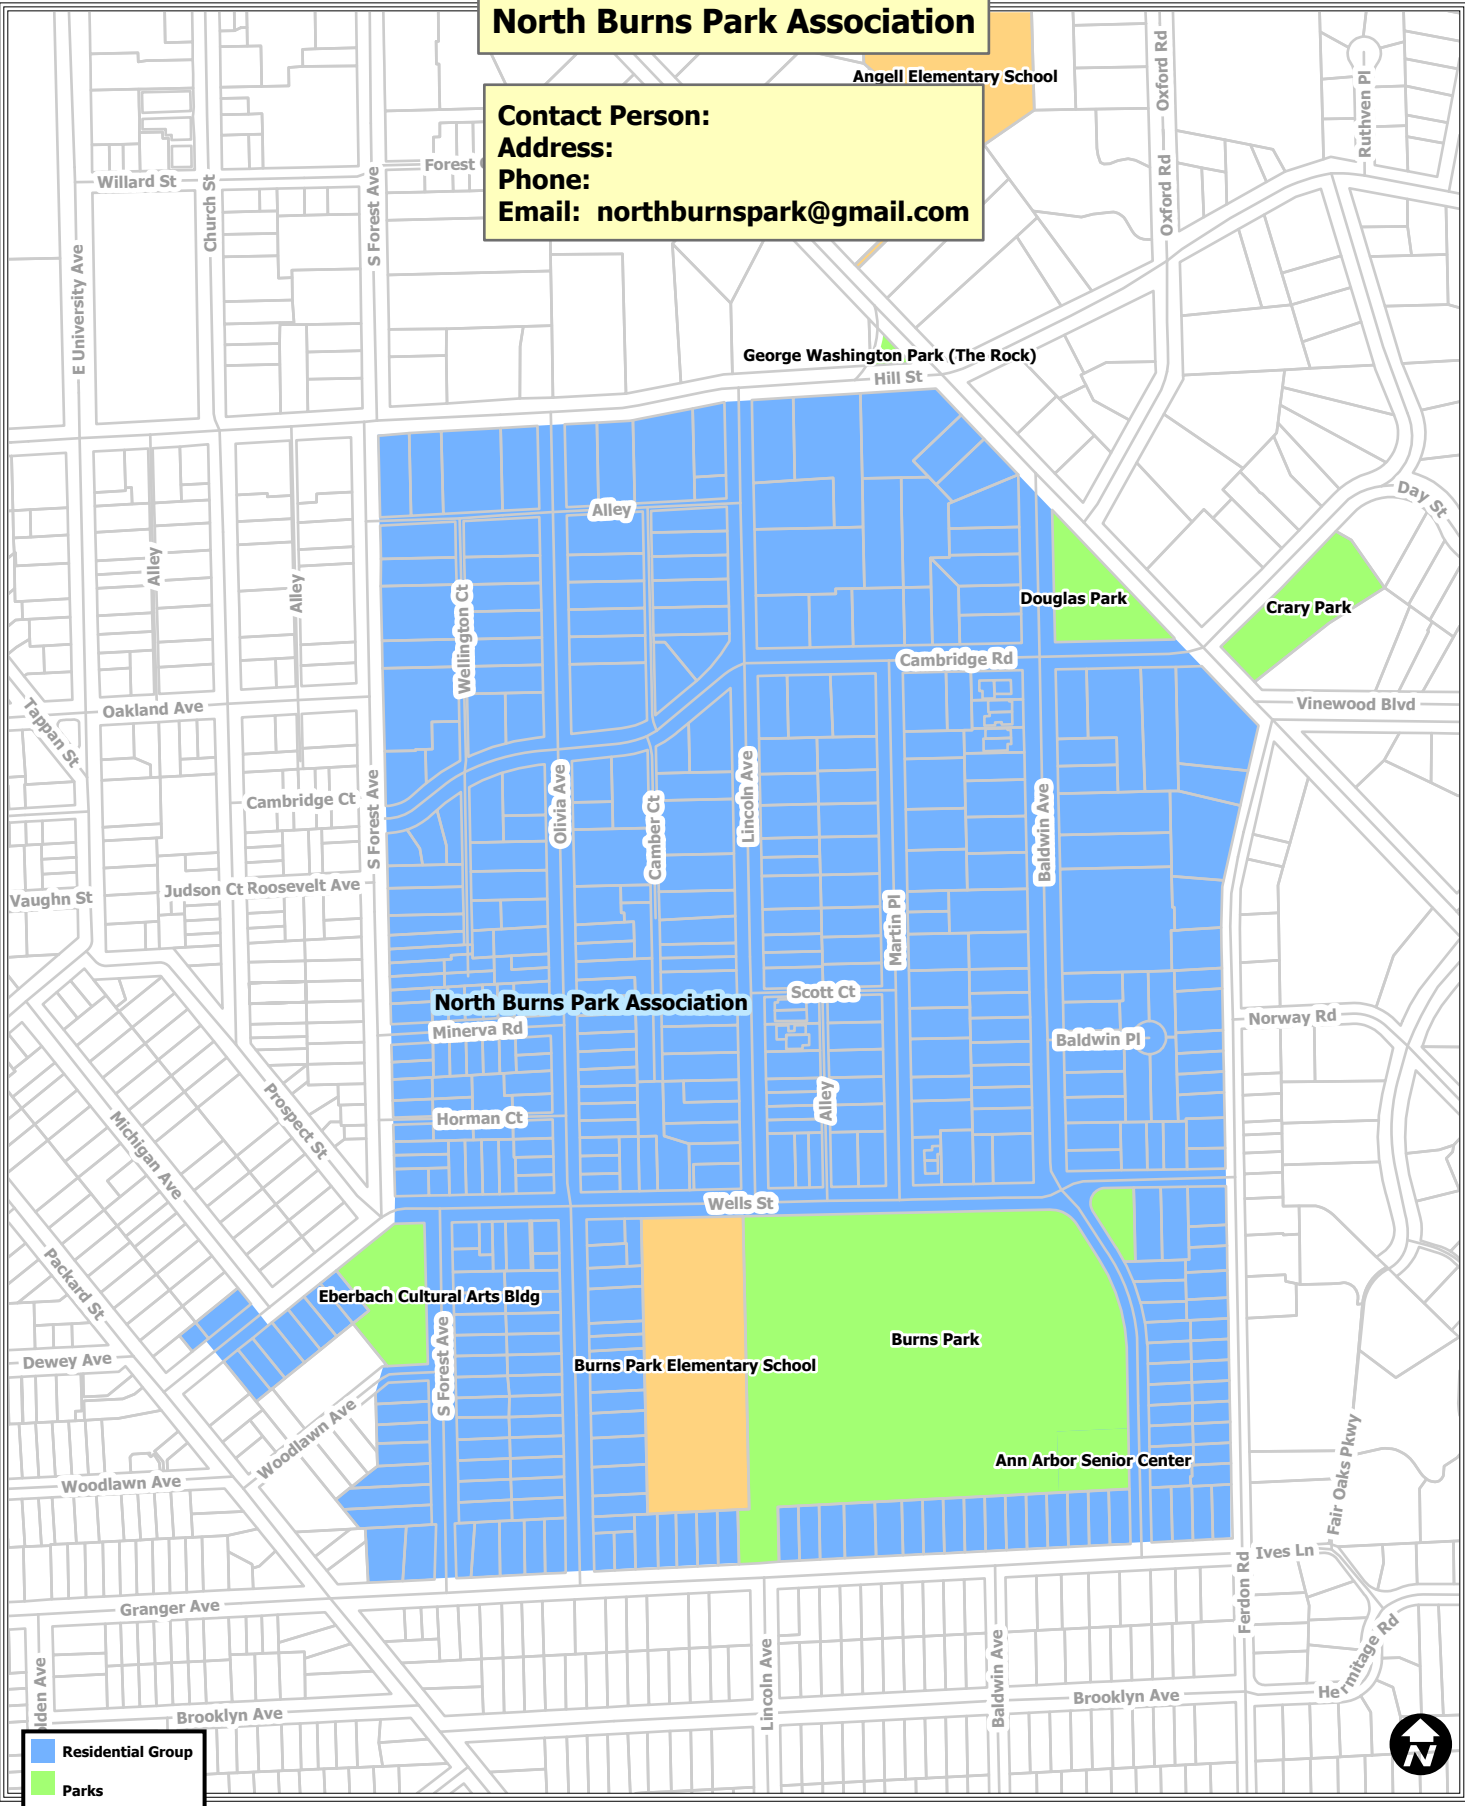 North Burns Park Association
Angell Elementary School
Contact Person:
Address:
Phone:
Email: northburnspark@gmail.com
Oxford Rd
Oxford Rd
Ruthven Pl
Forest
Willard St
Church St
S Forest Ave
E University Ave
George Washington Park (The Rock)
Hill St
Alley
Day St
Alley
Alley
Wellington Ct
Douglas Park
Crary Park
Cambridge Rd
Oakland Ave
Tappan St
Vinewood Blvd
Cambridge Ct
S Forest Ave
Olivia Ave
Camber Ct
Lincoln Ave
Baldwin Ave
Judson Ct
Roosevelt Ave
Vaughn St
Martin Pl
Scott Ct
North Burns Park Association
Minerva Rd
Norway Rd
Baldwin Pl
Alley
Horman Ct
Prospect St
Michigan Ave
Wells St
Packard St
Eberbach Cultural Arts Bldg
Burns Park
Dewey Ave
S Forest Ave
Burns Park Elementary School
Woodlawn Ave
Woodlawn Ave
Ann Arbor Senior Center
Fair Oaks Pkwy
Ives Ln
Ferdon Rd
Granger Ave
Hermitage Rd
Lincoln Ave
Baldwin Ave
lden Ave
Brooklyn Ave
Brooklyn Ave
Residential Group
Parks
N